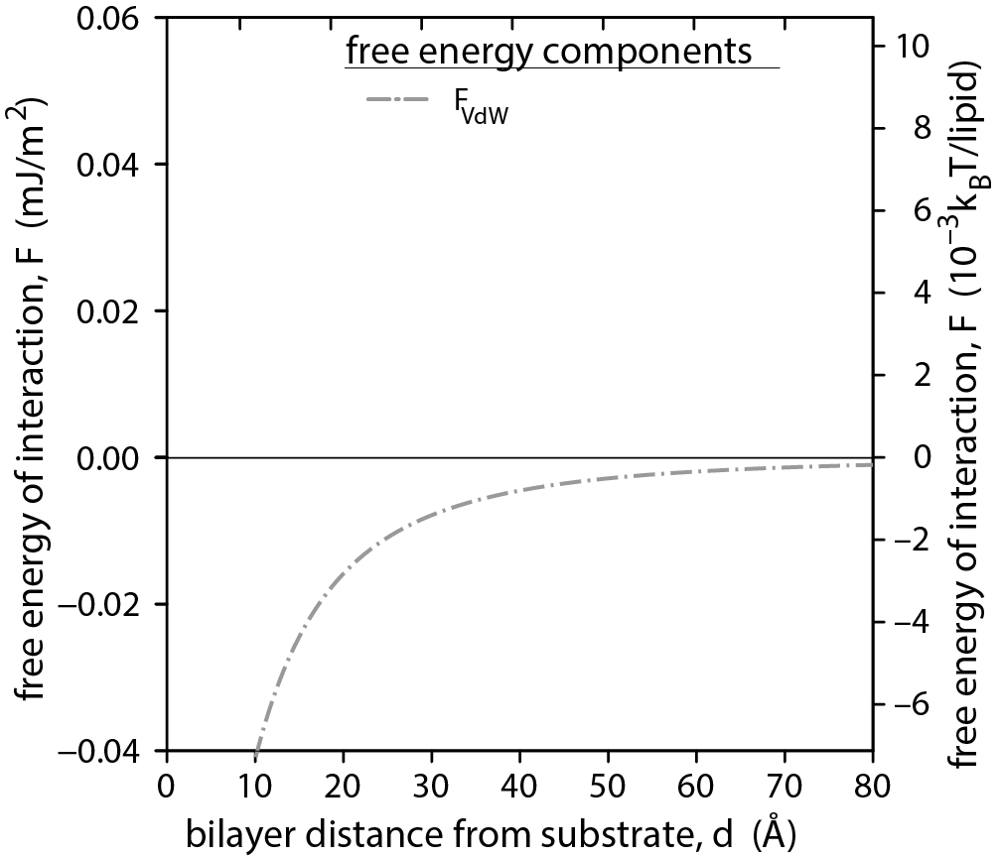 free energy components
F_VdW
free energy of interaction, F (mJ/m²)
0.06
0.04
0.02
0.00
−0.02
−0.04
0 10 20 30 40 50 60 70 80
bilayer distance from substrate, d (Å)
10
8
6
4
2
0
−2
−4
−6
free energy of interaction, F (10⁻³k_BT/lipid)